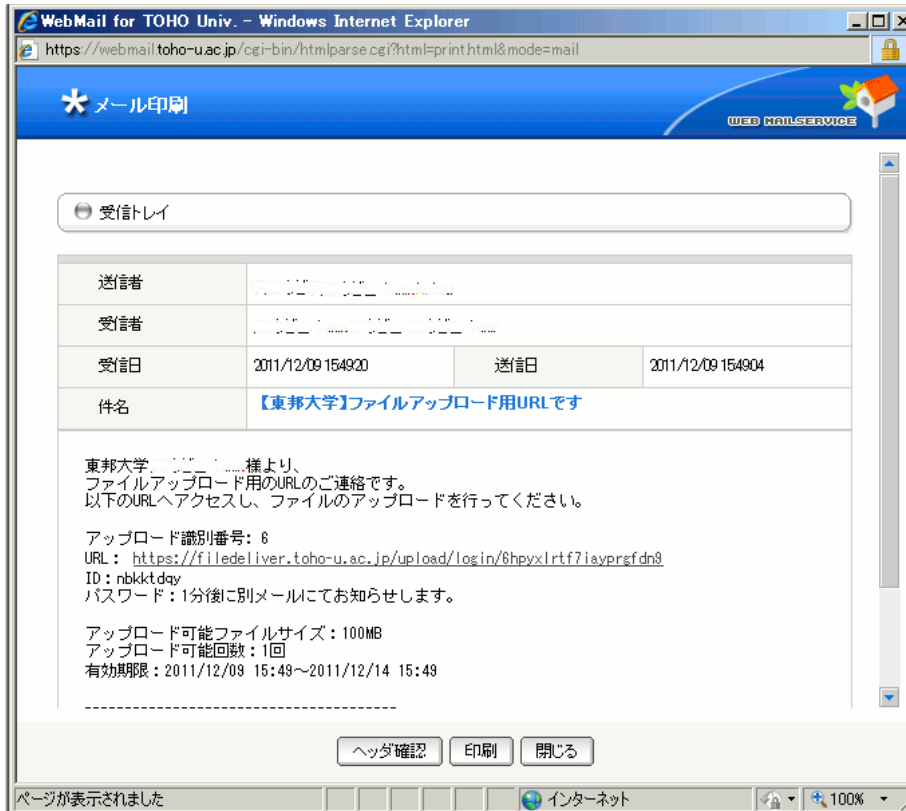 WebMail for TOHO Univ. - Windows Internet Explorer
https://webmail.toho-u.ac.jp/cgi-bin/htmlparse.cgi?html=print.html&mode=mail
メール印刷
WEB MAILSERVICE
受信トレイ
送信者
受信者
受信日 2011/12/09 154920 送信日 2011/12/09 154904
件名 【東邦大学】ファイルアップロード用URLです
東邦大学 様より、
ファイルアップロード用のURLのご連絡です。
以下のURLへアクセスし、ファイルのアップロードを行ってください。
アップロード識別番号: 6
URL : https://filedeliver.toho-u.ac.jp/upload/login/6hpyxlrtf7iayprgfdn9
ID : nbkktdqy
パスワード : 1分後に別メールにてお知らせします。
アップロード可能ファイルサイズ : 100MB
アップロード可能回数 : 1回
有効期限 : 2011/12/09 15:49～2011/12/14 15:49
---------------------------------------
ヘッダ確認 印刷 閉じる
ページが表示されました インターネット 100%